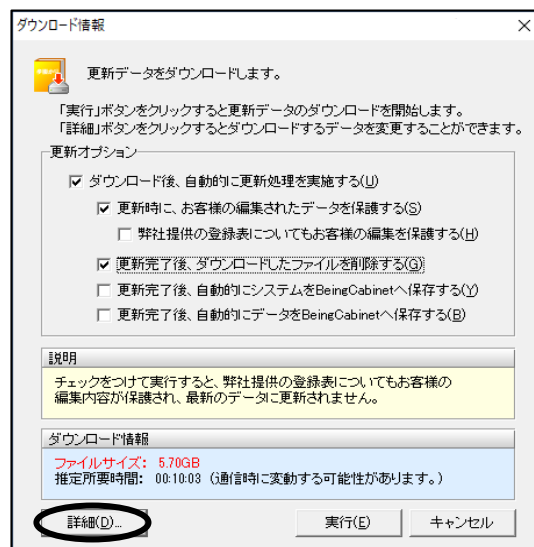 ダウンロード情報
更新データをダウンロードします。
「実行」ボタンをクリックすると更新データのダウンロードを開始します。
「詳細」ボタンをクリックするとダウンロードするデータを変更することができます。
更新オプション
ダウンロード後、自動的に更新処理を実施する(U)
更新時に、お客様の編集されたデータを保護する(S)
弊社提供の登録表についてもお客様の編集を保護する(H)
更新完了後、ダウンロードしたファイルを削除する(G)
更新完了後、自動的にシステムをBeingCabinetへ保存する(Y)
更新完了後、自動的にデータをBeingCabinetへ保存する(B)
説明
チェックをつけて実行すると、弊社提供の登録表についてもお客様の
編集内容が保護され、最新のデータに更新されません。
ダウンロード情報
ファイルサイズ: 5.70GB
推定所要時間: 00:10:03 (通信時に変動する可能性があります。)
詳細(D)... 実行(E) キャンセル